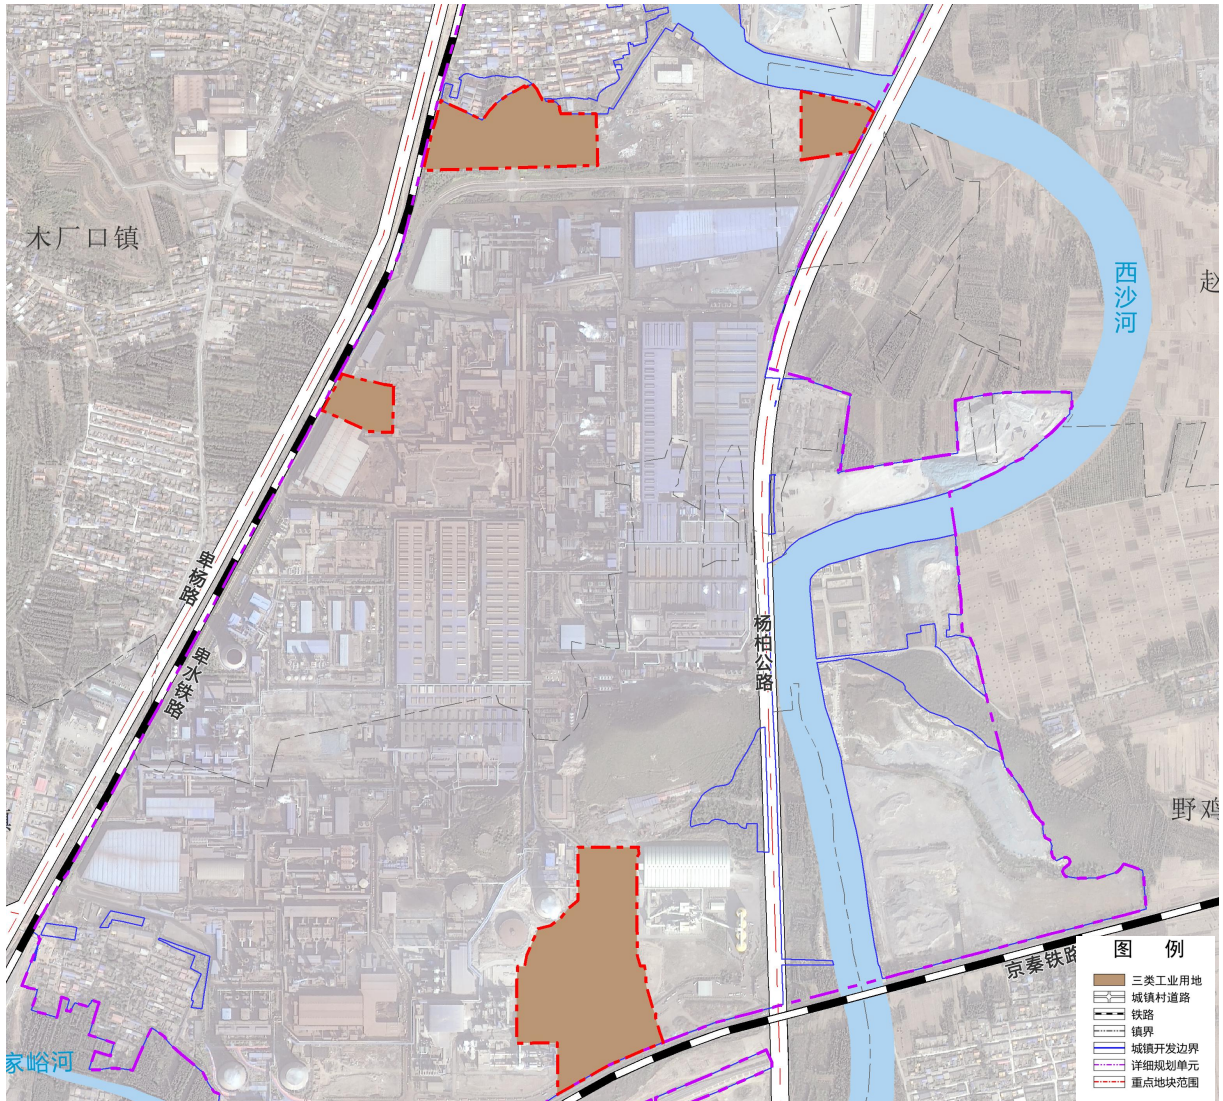 木厂口镇
西沙河
赵
卑杨路
卑水铁路
杨柏公路
野鸡
镇
京秦铁路
家峪河
图 例
三类工业用地
城镇村道路
铁路
镇界
城镇开发边界
详细规划单元
重点地块范围